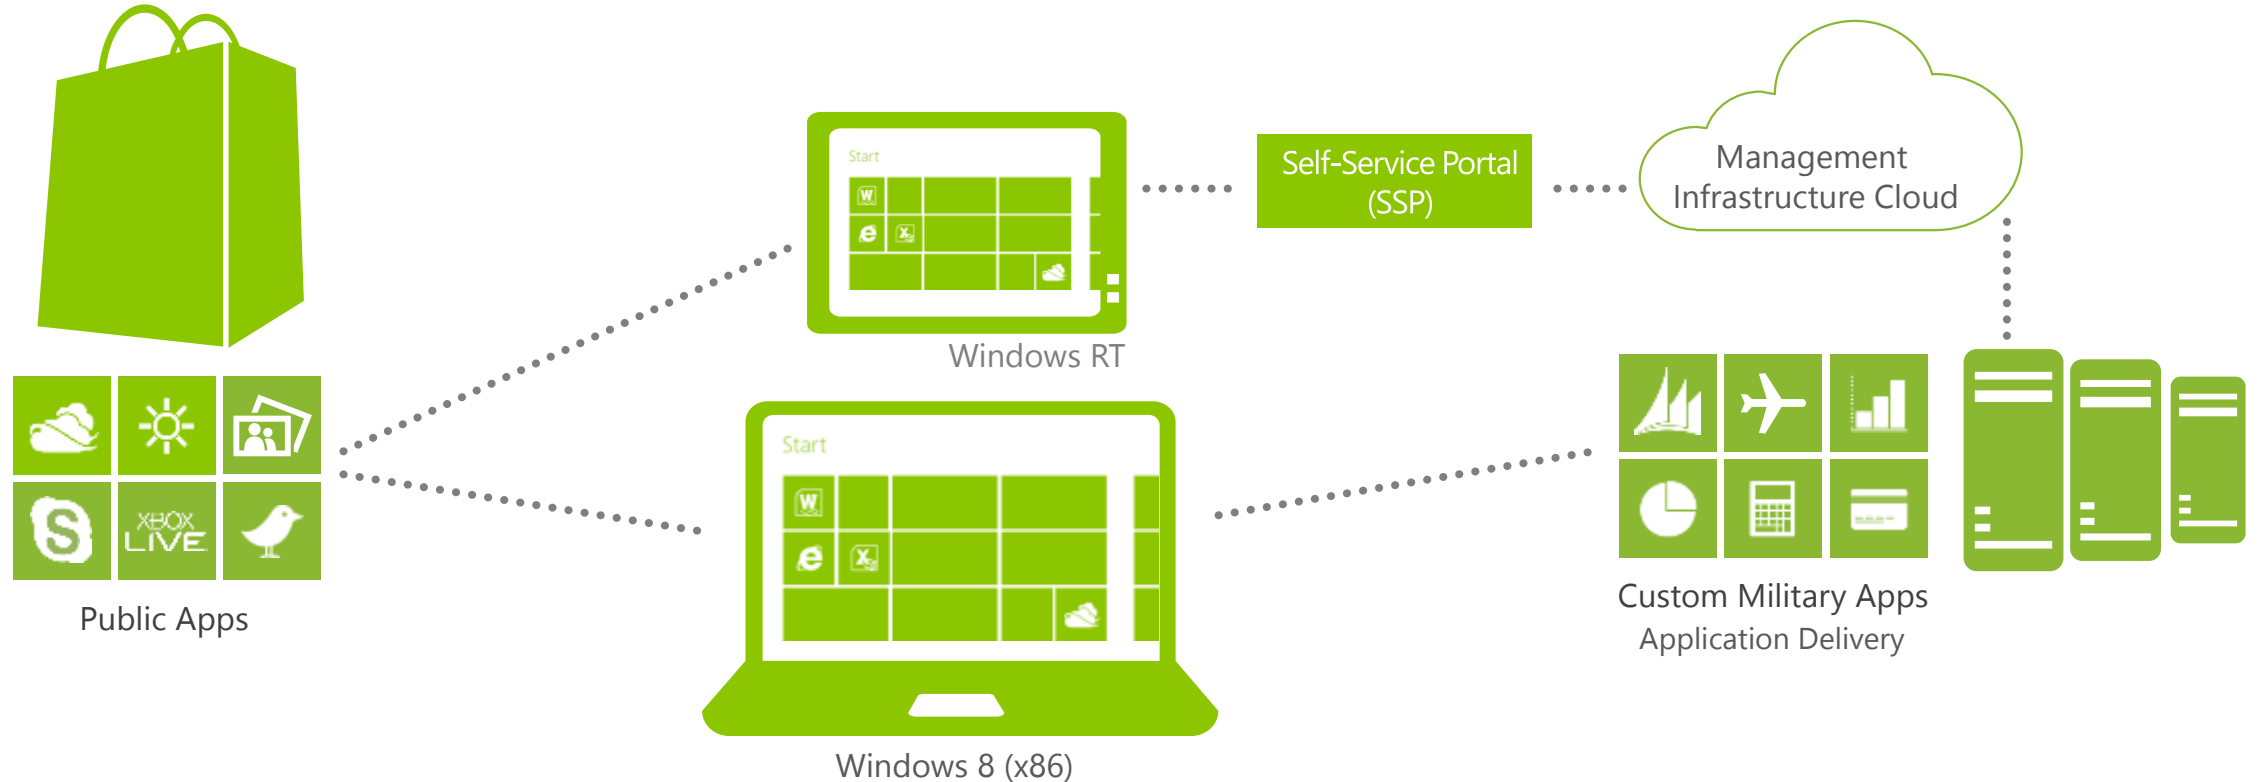 Start
W
e
X
Windows RT
Self-Service Portal
(SSP)
Management
Infrastructure Cloud
S
XBOX
LIVE
Public Apps
Start
W
e
X
Windows 8 (x86)
Custom Military Apps
Application Delivery